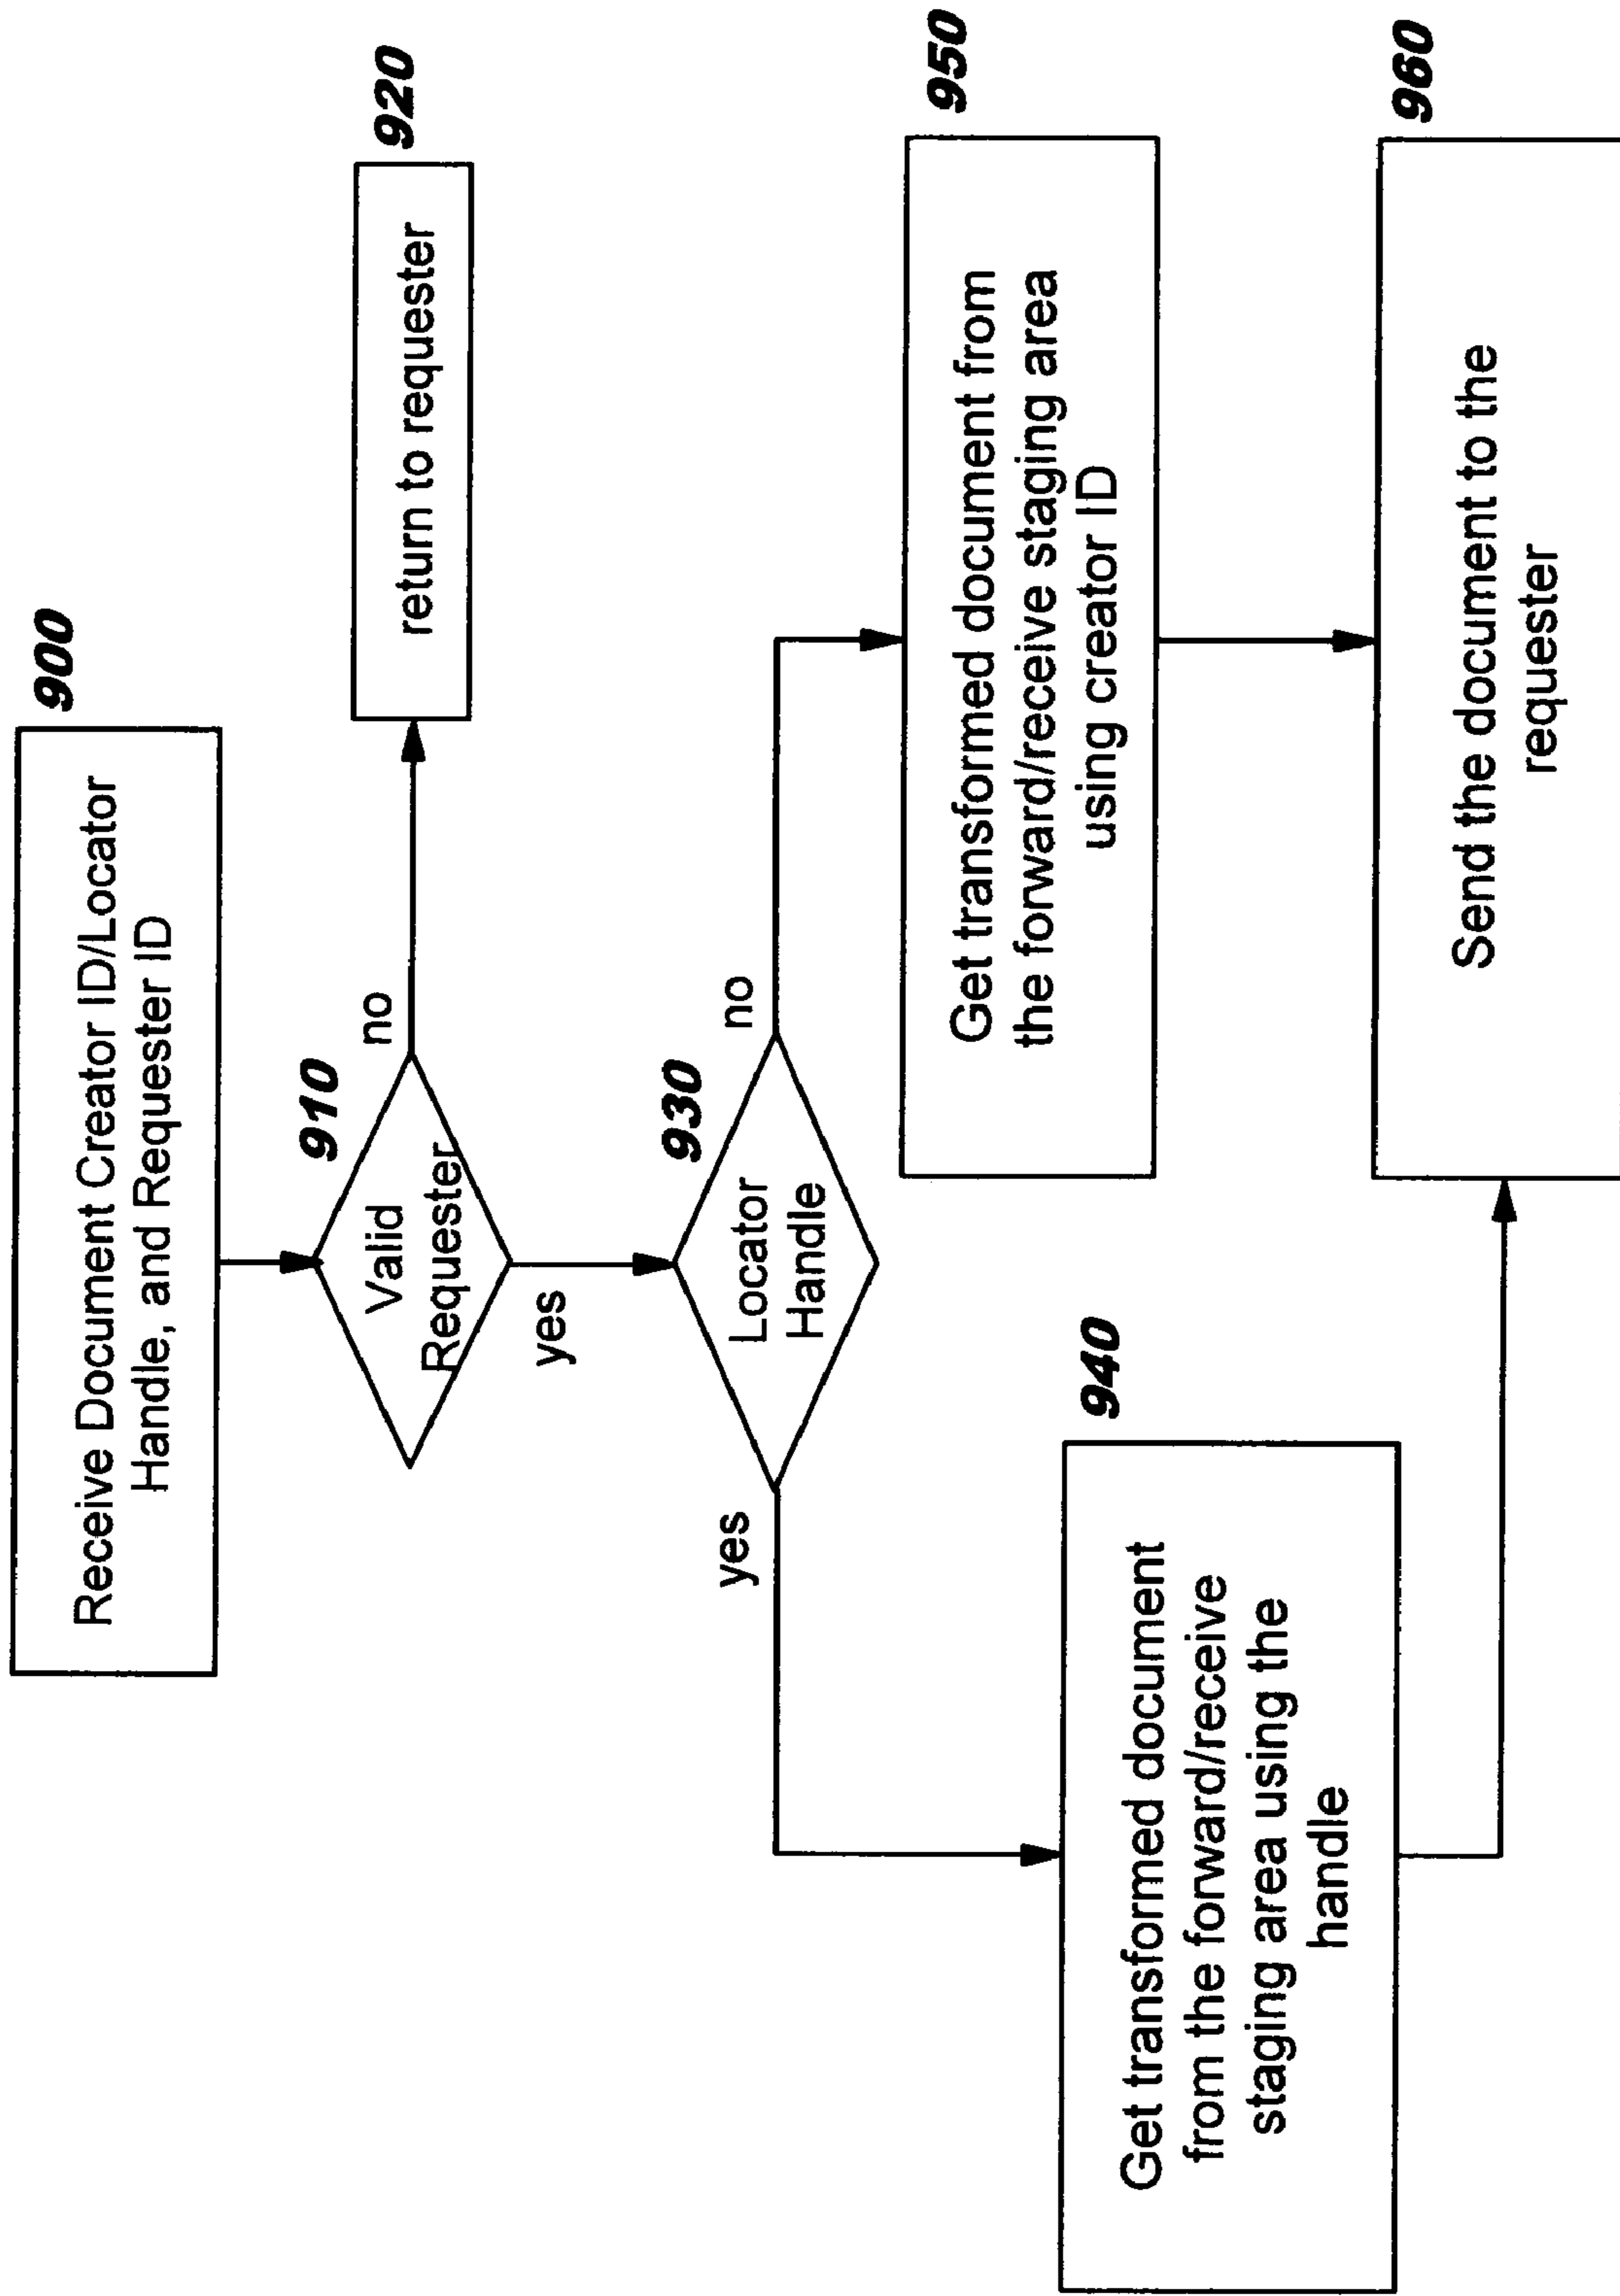 900
Receive Document Creator ID/Locator
Handle, and Requester ID
910
Valid
Requester
no
920
return to requester
yes
930
Locator
Handle
yes
no
940
Get transformed document
from the forward/receive
staging area using the
handle
950
Get transformed document from
the forward/receive staging area
using creator ID
960
Send the document to the
requester